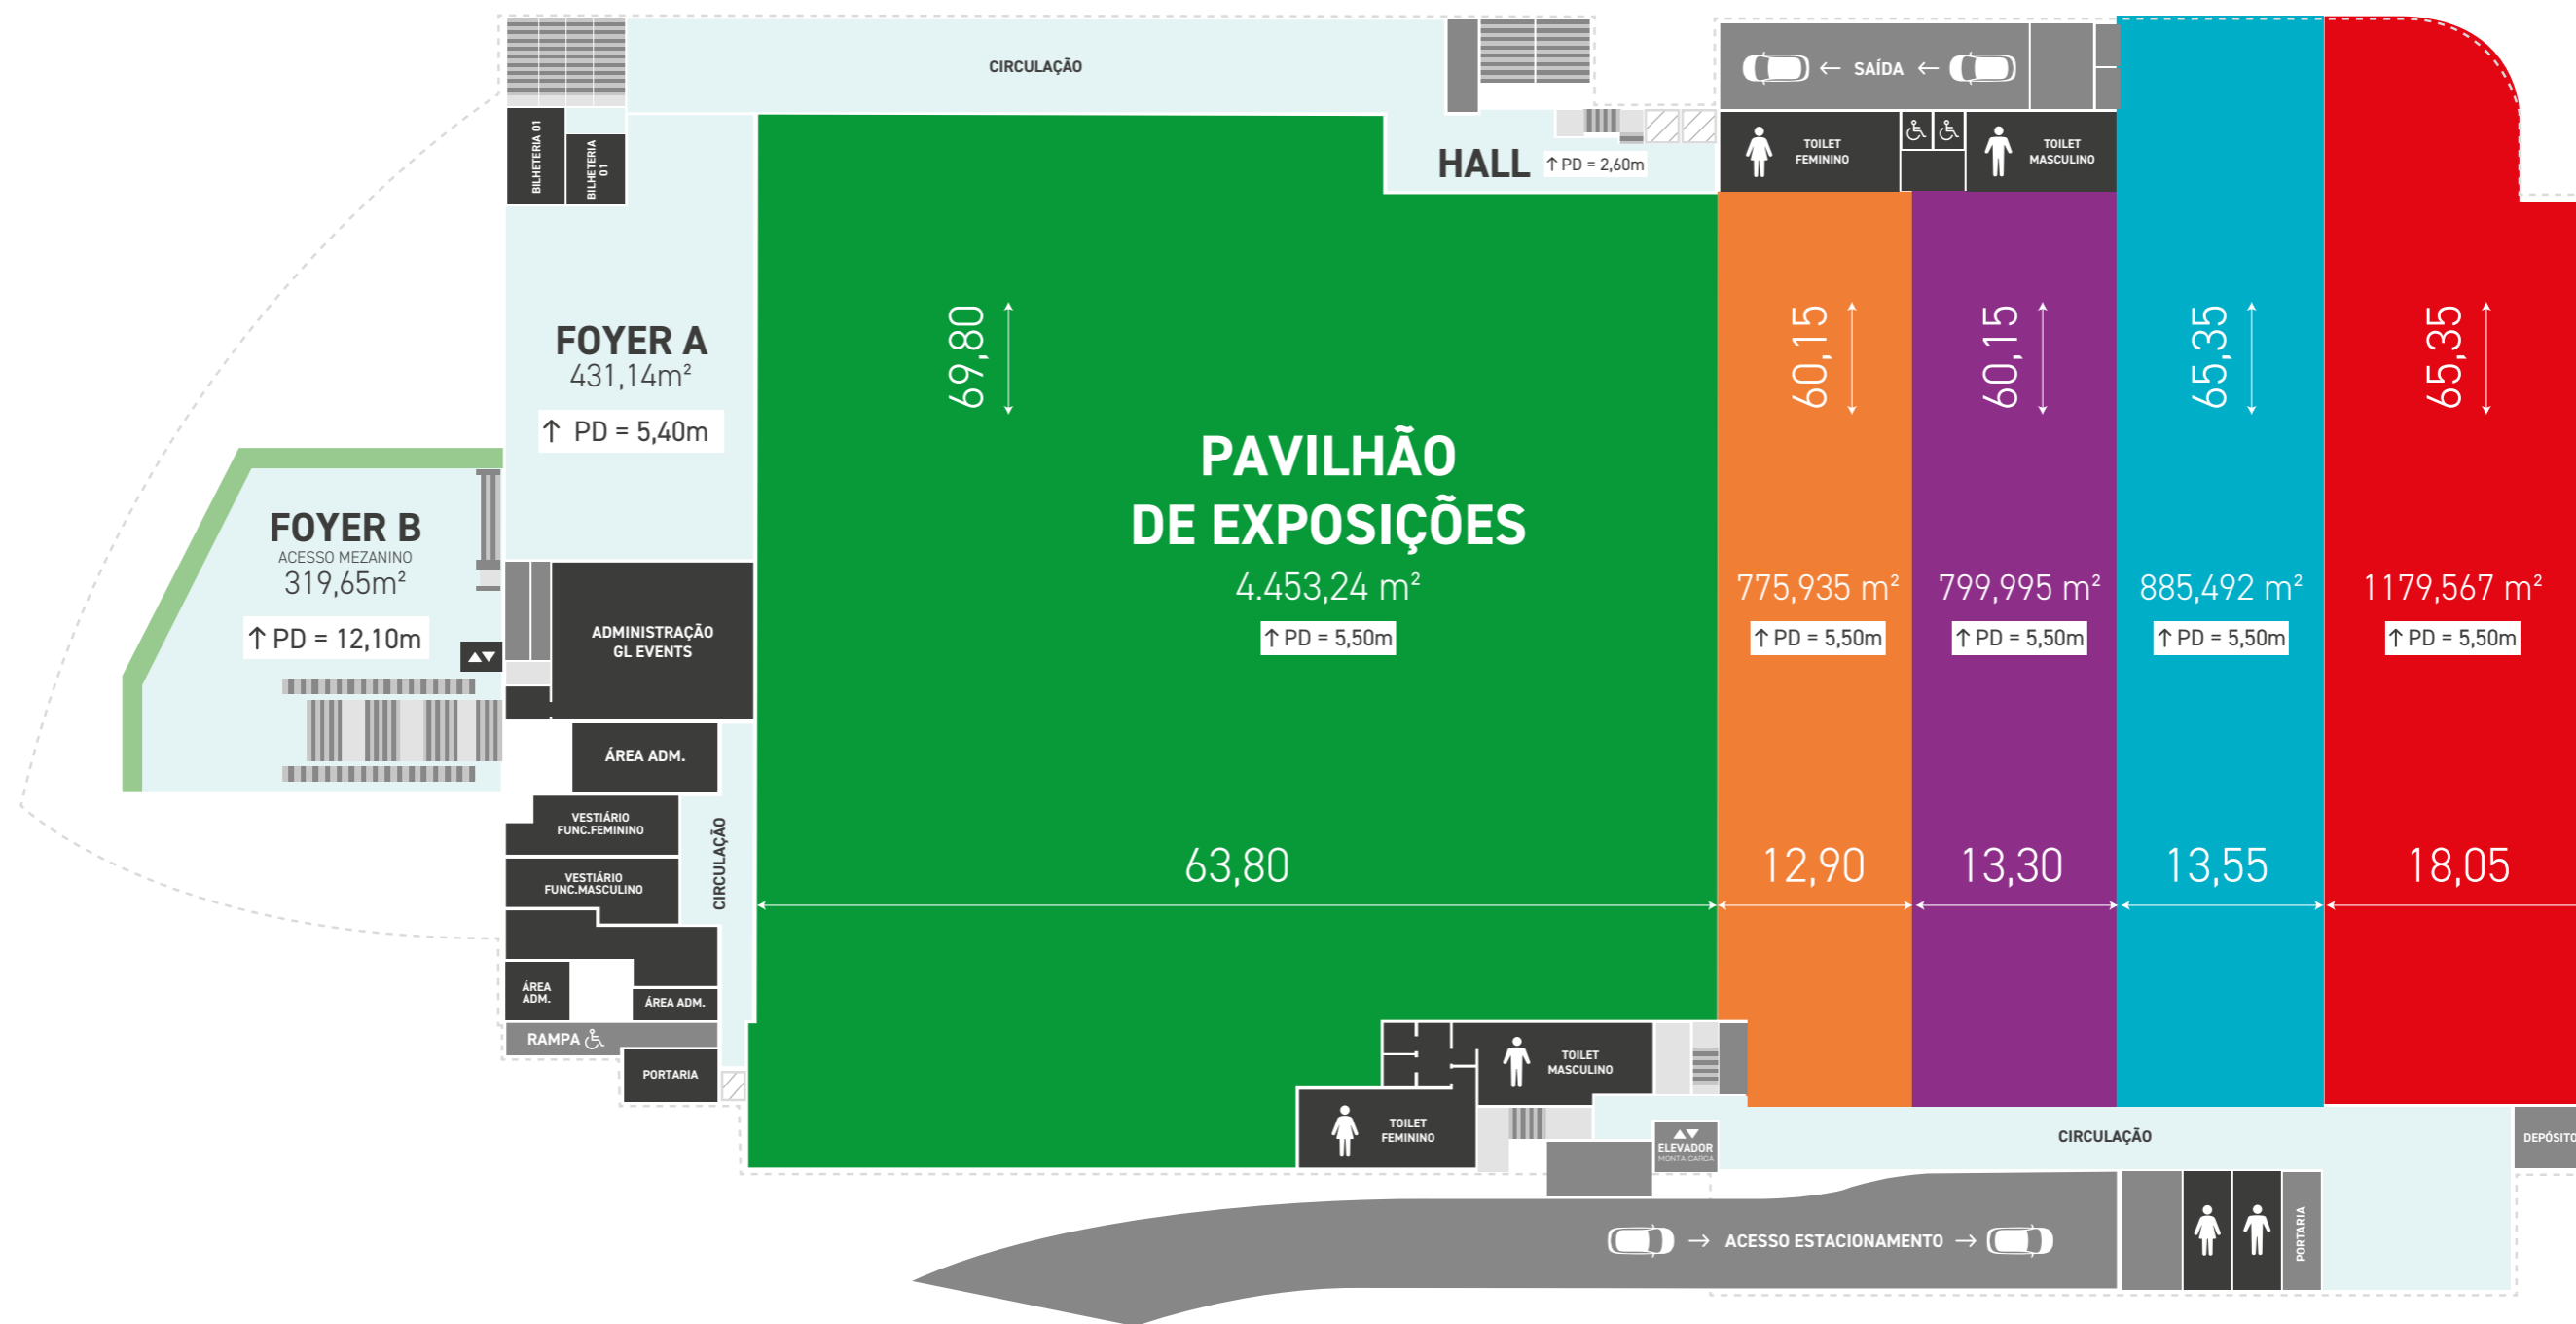 CIRCULAÇÃO
← SAÍDA ←
BILHETERIA 01
BILHETERIA
01
HALL
↑ PD = 2,60m
TOILET
FEMININO
TOILET
MASCULINO
FOYER A
431,14m²
↑ PD = 5,40m
69,80
60,15
60,15
65,35
65,35
PAVILHÃO
DE EXPOSIÇÕES
4.453,24 m²
↑ PD = 5,50m
775,935 m²
↑ PD = 5,50m
799,995 m²
↑ PD = 5,50m
885,492 m²
↑ PD = 5,50m
1179,567 m²
↑ PD = 5,50m
FOYER B
ACESSO MEZANINO
319,65m²
↑ PD = 12,10m
ADMINISTRAÇÃO
GL EVENTS
ÁREA ADM.
VESTIÁRIO
FUNC.FEMININO
VESTIÁRIO
FUNC.MASCULINO
CIRCULAÇÃO
63,80
12,90
13,30
13,55
18,05
ÁREA
ADM.
ÁREA ADM.
RAMPA
PORTARIA
TOILET
MASCULINO
TOILET
FEMININO
ELEVADOR
MONTA-CARGA
CIRCULAÇÃO
DEPÓSITO
→ ACESSO ESTACIONAMENTO →
PORTARIA